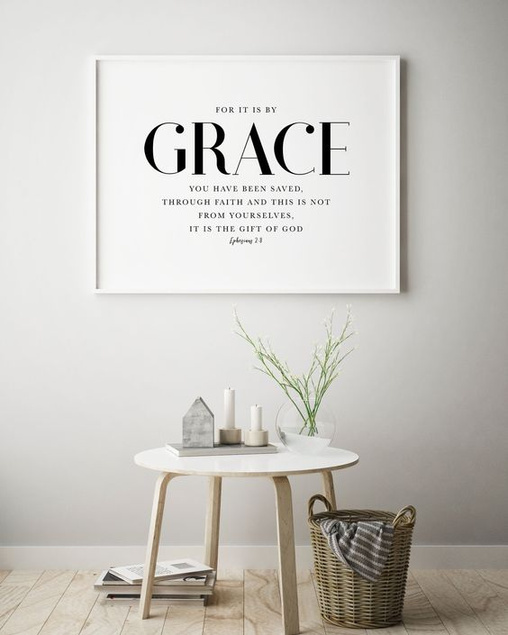 FOR IT IS BY
GRACE
YOU HAVE BEEN SAVED,
THROUGH FAITH AND THIS IS NOT
FROM YOURSELVES,
IT IS THE GIFT OF GOD
Ephesians 2:8